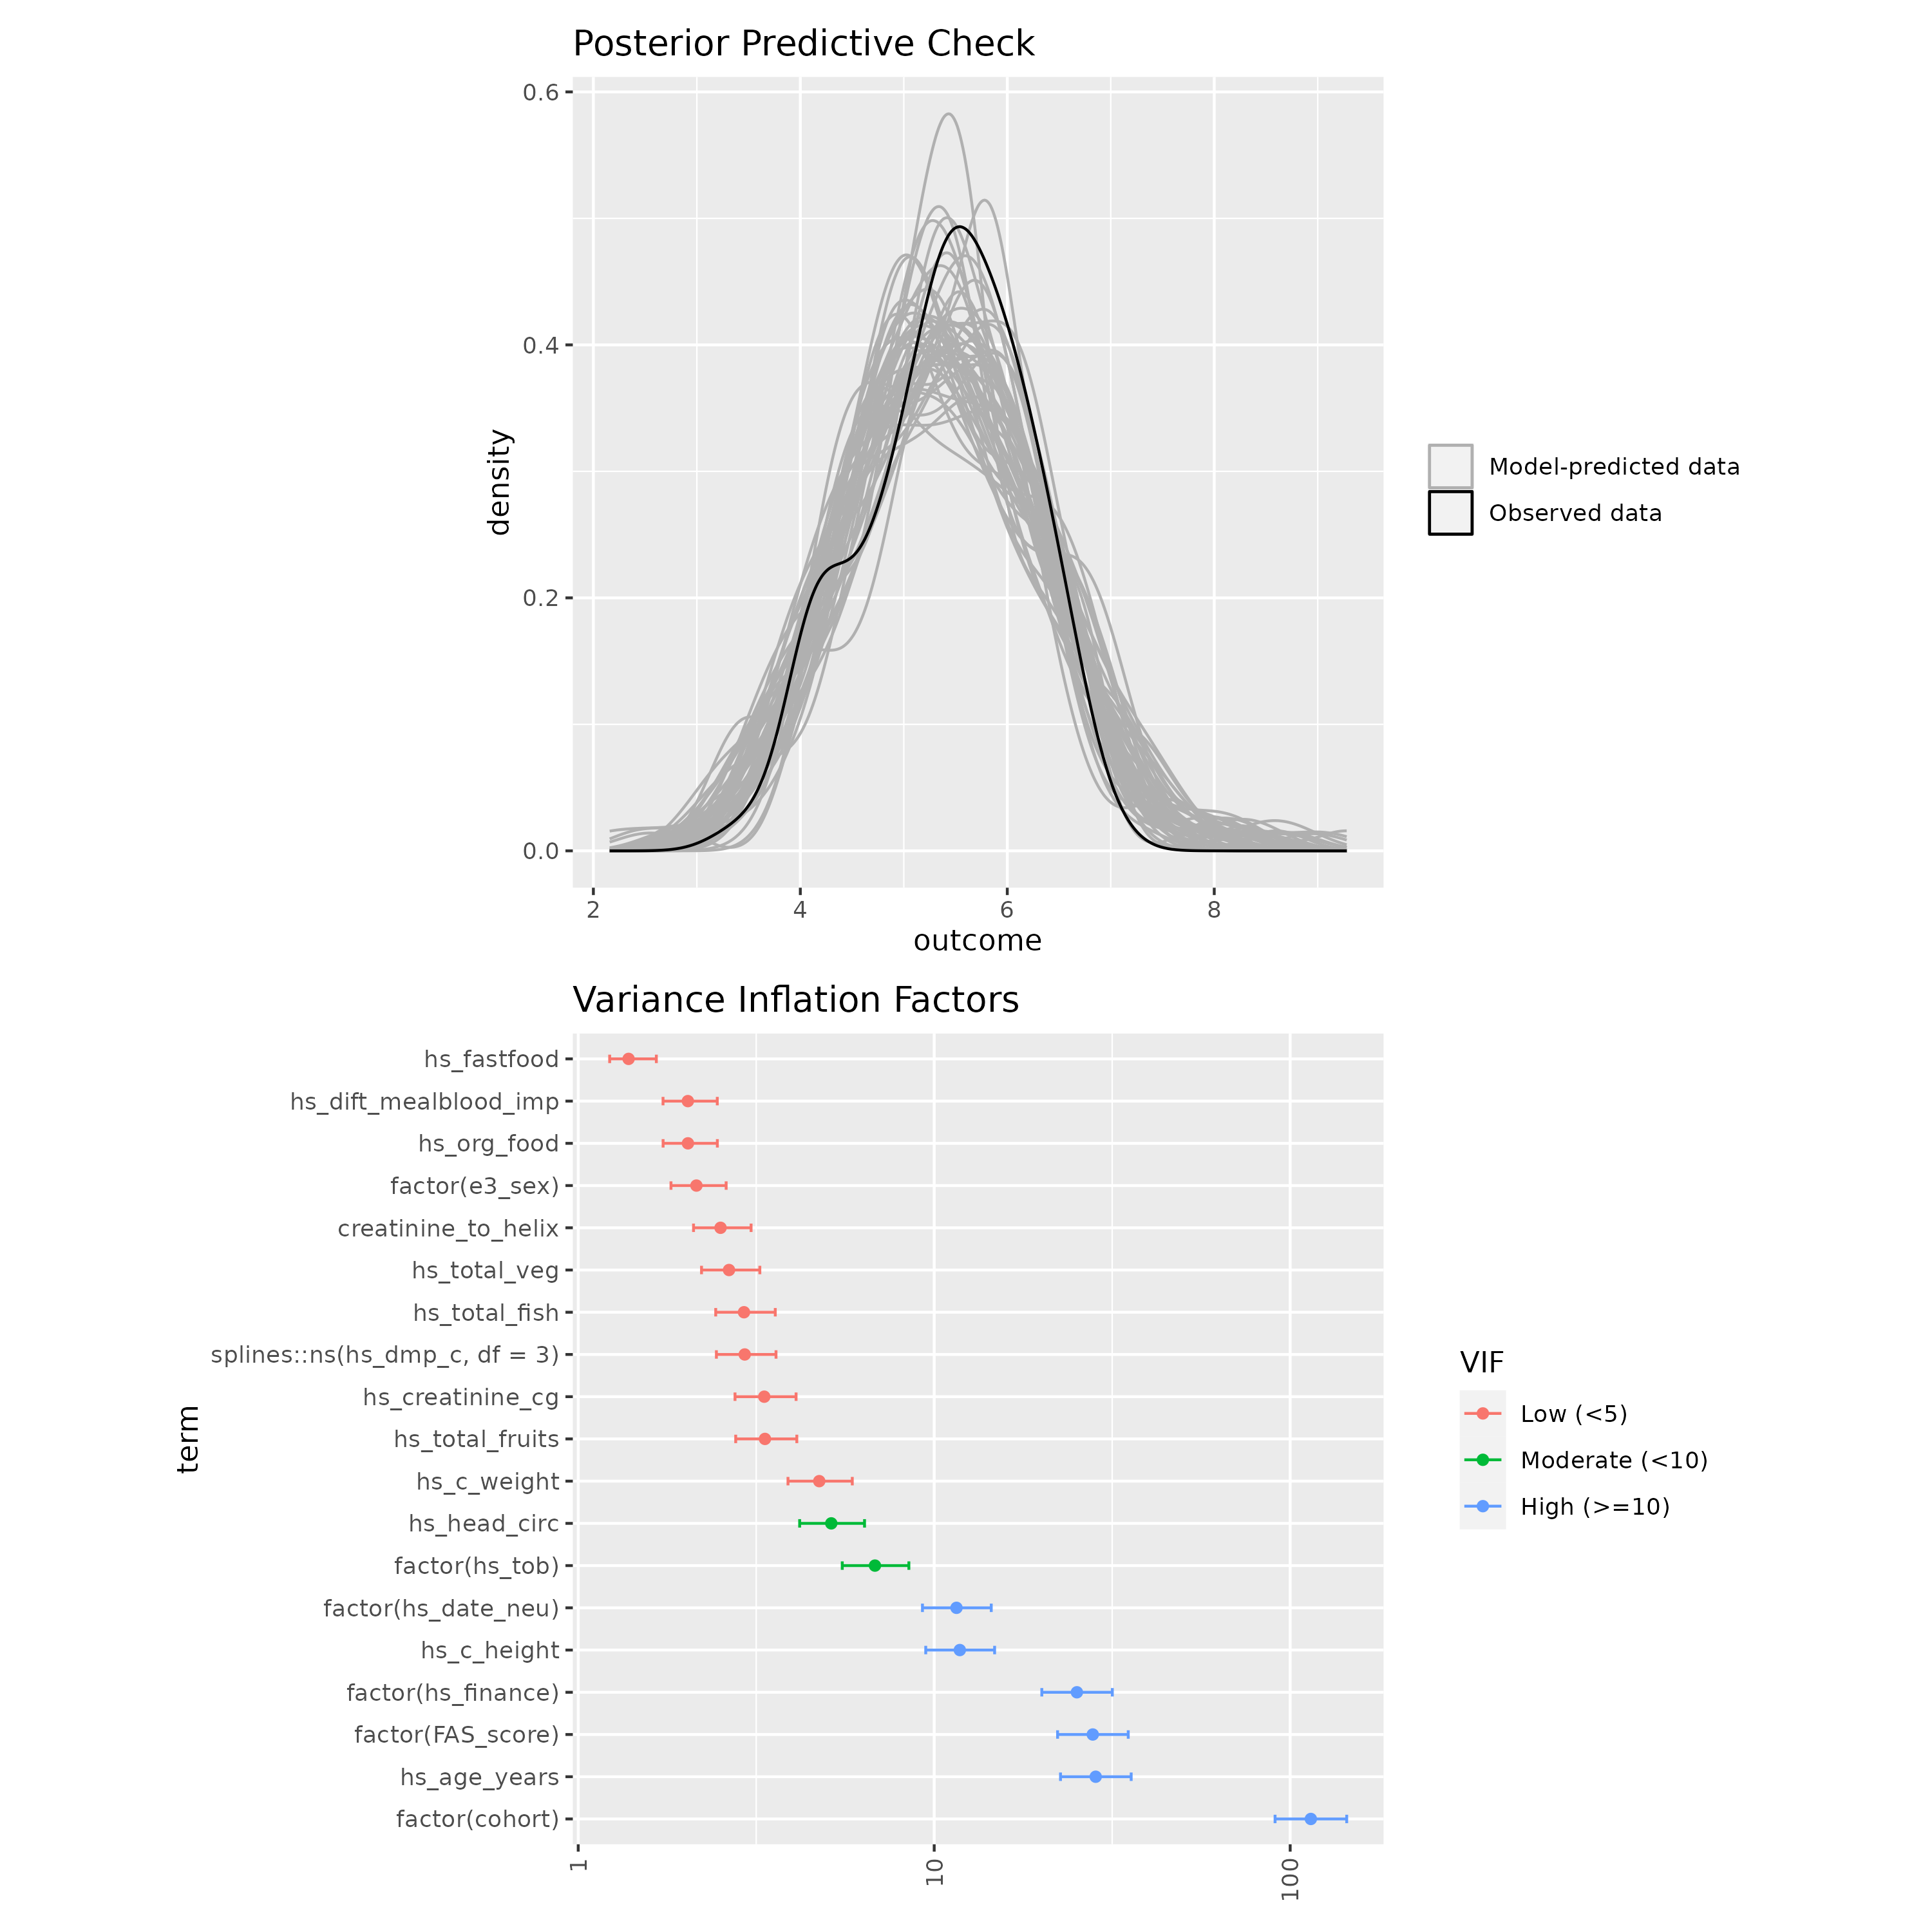 Posterior Predictive Check
0.6
0.4
0.2
0.0
density
2 4 6 8
outcome
Model-predicted data
Observed data
Variance Inflation Factors
hs_fastfood
hs_dift_mealblood_imp
hs_org_food
factor(e3_sex)
creatinine_to_helix
hs_total_veg
hs_total_fish
splines::ns(hs_dmp_c, df = 3)
hs_creatinine_cg
hs_total_fruits
hs_c_weight
hs_head_circ
factor(hs_tob)
factor(hs_date_neu)
hs_c_height
factor(hs_finance)
factor(FAS_score)
hs_age_years
factor(cohort)
term
1 10 100
VIF
Low (<5)
Moderate (<10)
High (>=10)